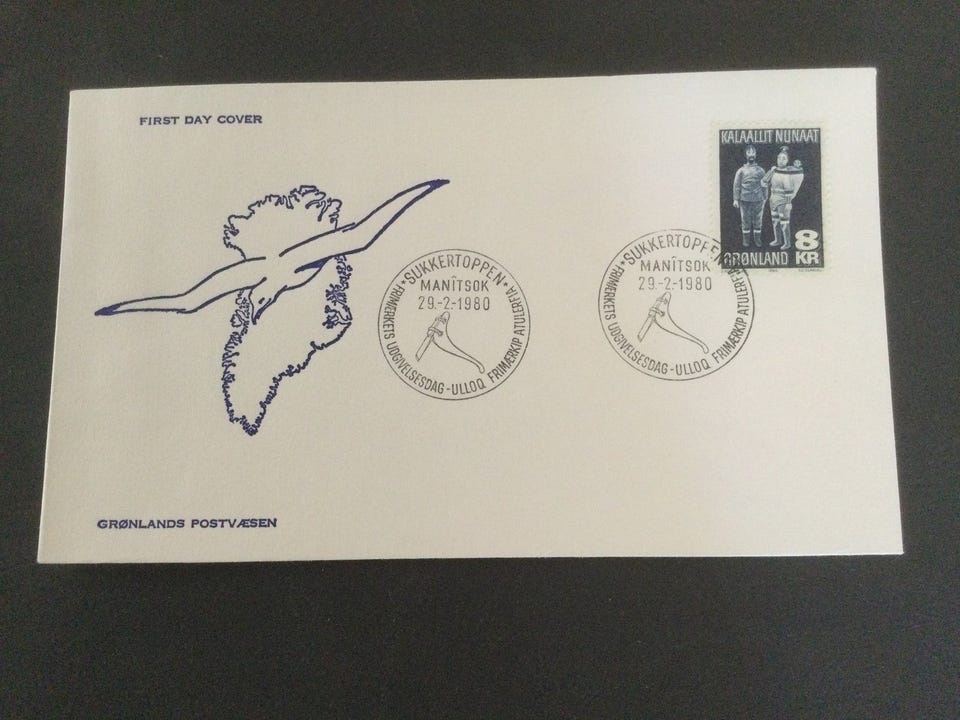 FIRST DAY COVER
KALAALLIT NUNAAT
8
KR
GRØNLAND
SUKKERTOPPEN
MANÎTSOK
29.-2.-1980
FRIMÆRKETS UDGIVELSESDAG - ULLOQ FRIMÆRKIP ATULERFIA
SUKKERTOPPEN
MANÎTSOK
29.-2.-1980
FRIMÆRKETS UDGIVELSESDAG - ULLOQ FRIMÆRKIP ATULERFIA
GRØNLANDS POSTVÆSEN